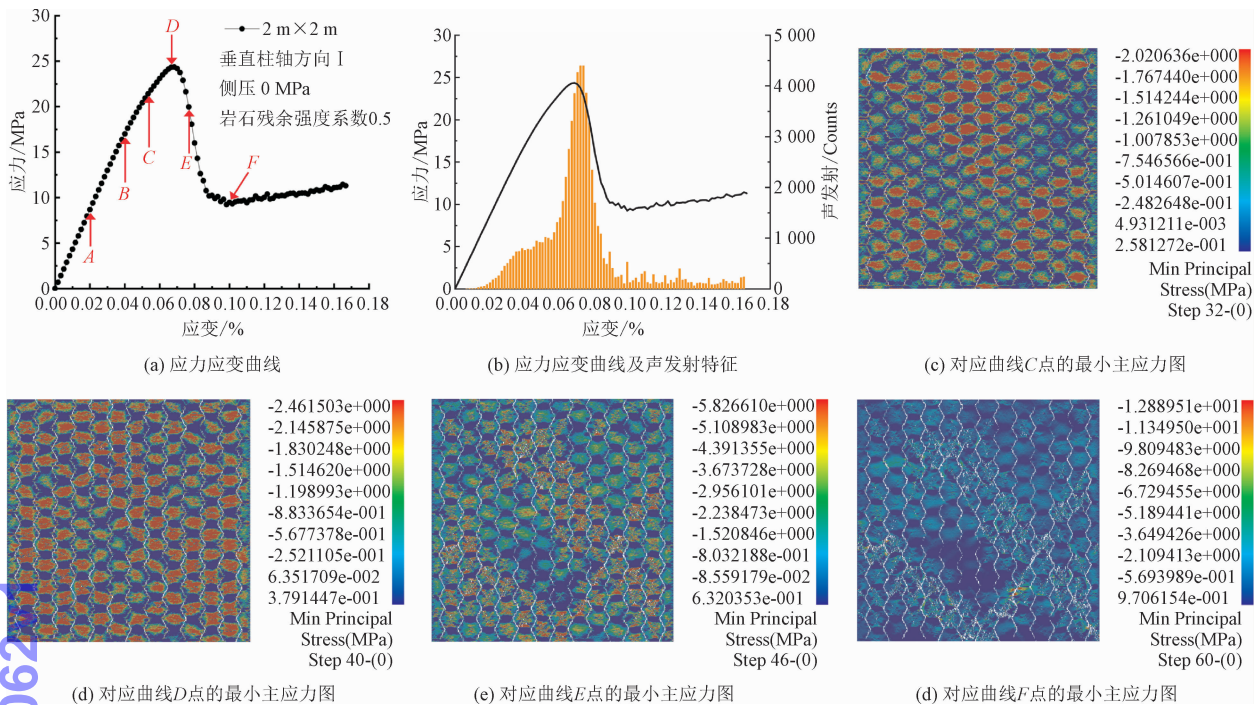 30
25
20
15
10
5
0
应力/MPa
0.00 0.02 0.04 0.06 0.08 0.10 0.12 0.14 0.16 0.18
应变/%
A
B
C
D
E
F
2 m×2 m
垂直柱轴方向 I
侧压 0 MPa
岩石残余强度系数0.5
(a) 应力应变曲线
30
25
20
15
10
5
0
应力/MPa
5 000
4 000
3 000
2 000
1 000
0
声发射/Counts
0.00 0.02 0.04 0.06 0.08 0.10 0.12 0.14 0.16 0.18
应变/%
(b) 应力应变曲线及声发射特征
-2.020636e+000
-1.767440e+000
-1.514244e+000
-1.261049e+000
-1.007853e+000
-7.546566e-001
-5.014607e-001
-2.482648e-001
4.931211e-003
2.581272e-001
Min Principal
Stress(MPa)
Step 32-(0)
(c) 对应曲线C点的最小主应力图
-2.461503e+000
-2.145875e+000
-1.830248e+000
-1.514620e+000
-1.198993e+000
-8.833654e-001
-5.677378e-001
-2.521105e-001
6.351709e-002
3.791447e-001
Min Principal
Stress(MPa)
Step 40-(0)
(d) 对应曲线D点的最小主应力图
-5.826610e+000
-5.108983e+000
-4.391355e+000
-3.673728e+000
-2.956101e+000
-2.238473e+000
-1.520846e+000
-8.032188e-001
-8.559179e-002
6.320353e-001
Min Principal
Stress(MPa)
Step 46-(0)
(e) 对应曲线E点的最小主应力图
-1.288951e+001
-1.134950e+001
-9.809483e+000
-8.269468e+000
-6.729455e+000
-5.189441e+000
-3.649426e+000
-2.109413e+000
-5.693989e-001
9.706154e-001
Min Principal
Stress(MPa)
Step 60-(0)
(d) 对应曲线F点的最小主应力图